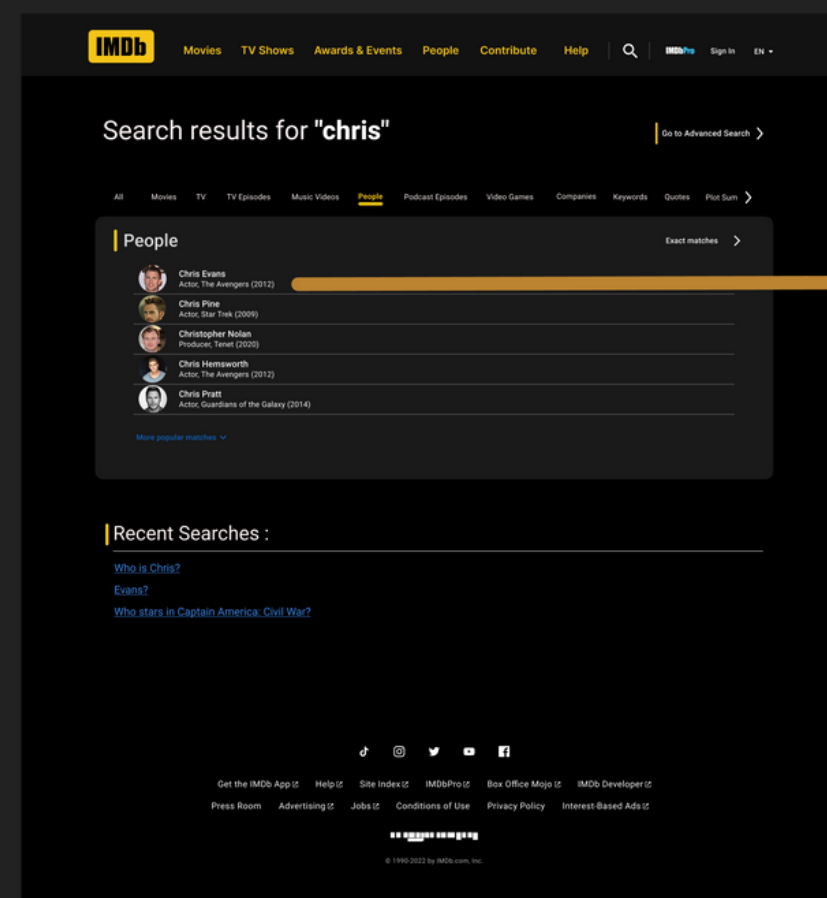 IMDb Movies TV Shows Awards & Events People Contribute Help IMDbPro Sign In EN
Search results for "chris"
Go to Advanced Search
All Movies TV TV Episodes Music Videos People Podcast Episodes Video Games Companies Keywords Quotes Plot Sum
People
Exact matches
Chris Evans
Actor, The Avengers (2012)
Chris Pine
Actor, Star Trek (2009)
Christopher Nolan
Producer, Tenet (2020)
Chris Hemsworth
Actor, The Avengers (2012)
Chris Pratt
Actor, Guardians of the Galaxy (2014)
More popular matches
Recent Searches :
Who is Chris?
Evans?
Who stars in Captain America: Civil War?
Get the IMDb App Help Site Index IMDbPro Box Office Mojo IMDb Developer
Press Room Advertising Jobs Conditions of Use Privacy Policy Interest-Based Ads
© 1990-2022 by IMDb.com, Inc.